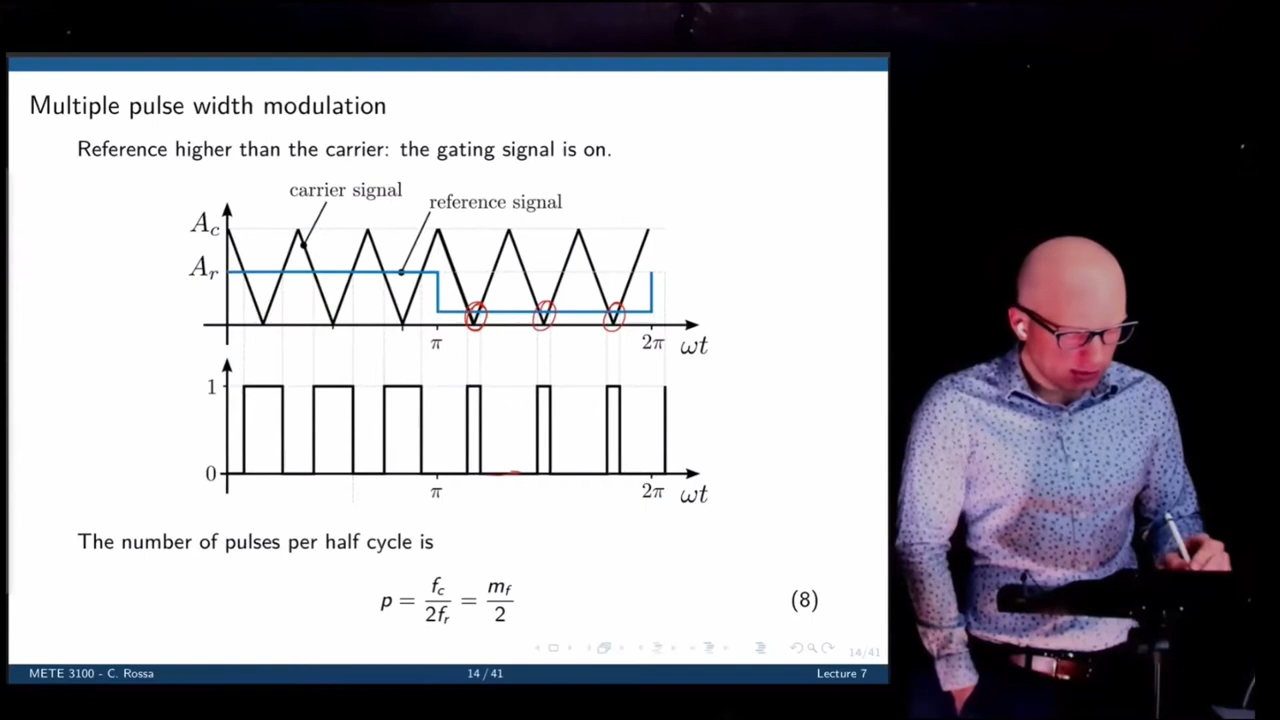 Multiple pulse width modulation
Reference higher than the carrier: the gating signal is on.
carrier signal
reference signal
A_c
A_r
π
2π
ωt
1
0
π
2π
ωt
The number of pulses per half cycle is
p = f_c / 2f_r = m_f / 2
(8)
14/41
METE 3100 - C. Rossa
14 / 41
Lecture 7